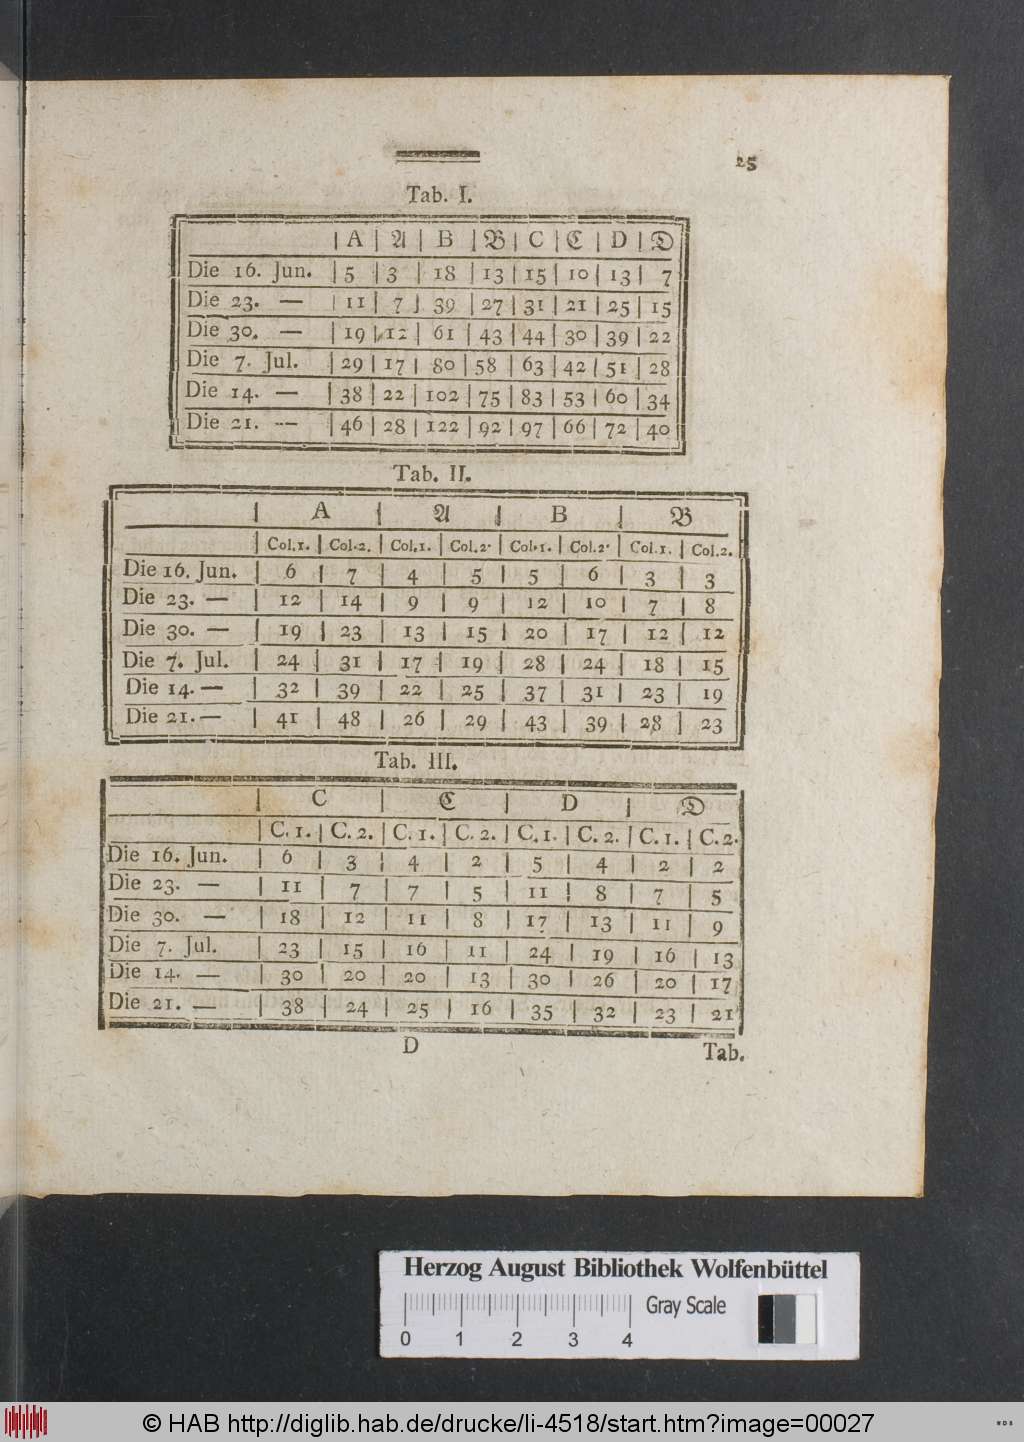 25
Tab. I.
| A | 𝔄 | B | 𝔅 | C | ℭ | D | 𝔇
Die 16. Jun. | 5 | 3 | 18 | 13 | 15 | 10 | 13 | 7
Die 23. — | 11 | 7 | 39 | 27 | 31 | 21 | 25 | 15
Die 30. — | 19 | 12 | 61 | 43 | 44 | 30 | 39 | 22
Die 7. Jul. | 29 | 17 | 80 | 58 | 63 | 42 | 51 | 28
Die 14. — | 38 | 22 | 102 | 75 | 83 | 53 | 60 | 34
Die 21. — | 46 | 28 | 122 | 92 | 97 | 66 | 72 | 40
Tab. II.
| A | 𝔄 | B | 𝔅
| Col.1. | Col.2. | Col.1. | Col.2. | Col.1. | Col.2. | Col.1. | Col.2.
Die 16. Jun. | 6 | 7 | 4 | 5 | 5 | 6 | 3 | 3
Die 23. — | 12 | 14 | 9 | 9 | 12 | 10 | 7 | 8
Die 30. — | 19 | 23 | 13 | 15 | 20 | 17 | 12 | 12
Die 7. Jul. | 24 | 31 | 17 | 19 | 28 | 24 | 18 | 15
Die 14. — | 32 | 39 | 22 | 25 | 37 | 31 | 23 | 19
Die 21. — | 41 | 48 | 26 | 29 | 43 | 39 | 28 | 23
Tab. III.
| C | ℭ | D | 𝔇
| C. 1. | C. 2. | C. 1. | C. 2. | C. 1. | C. 2. | C. 1. | C. 2.
Die 16. Jun. | 6 | 3 | 4 | 2 | 5 | 4 | 2 | 2
Die 23. — | 11 | 7 | 7 | 5 | 11 | 8 | 7 | 5
Die 30. — | 18 | 12 | 11 | 8 | 17 | 13 | 11 | 9
Die 7. Jul. | 23 | 15 | 16 | 11 | 24 | 19 | 16 | 13
Die 14. — | 30 | 20 | 20 | 13 | 30 | 26 | 20 | 17
Die 21. — | 38 | 24 | 25 | 16 | 35 | 32 | 23 | 21
D Tab.
Herzog August Bibliothek Wolfenbüttel
Gray Scale
0 1 2 3 4
© HAB http://diglib.hab.de/drucke/li-4518/start.htm?image=00027